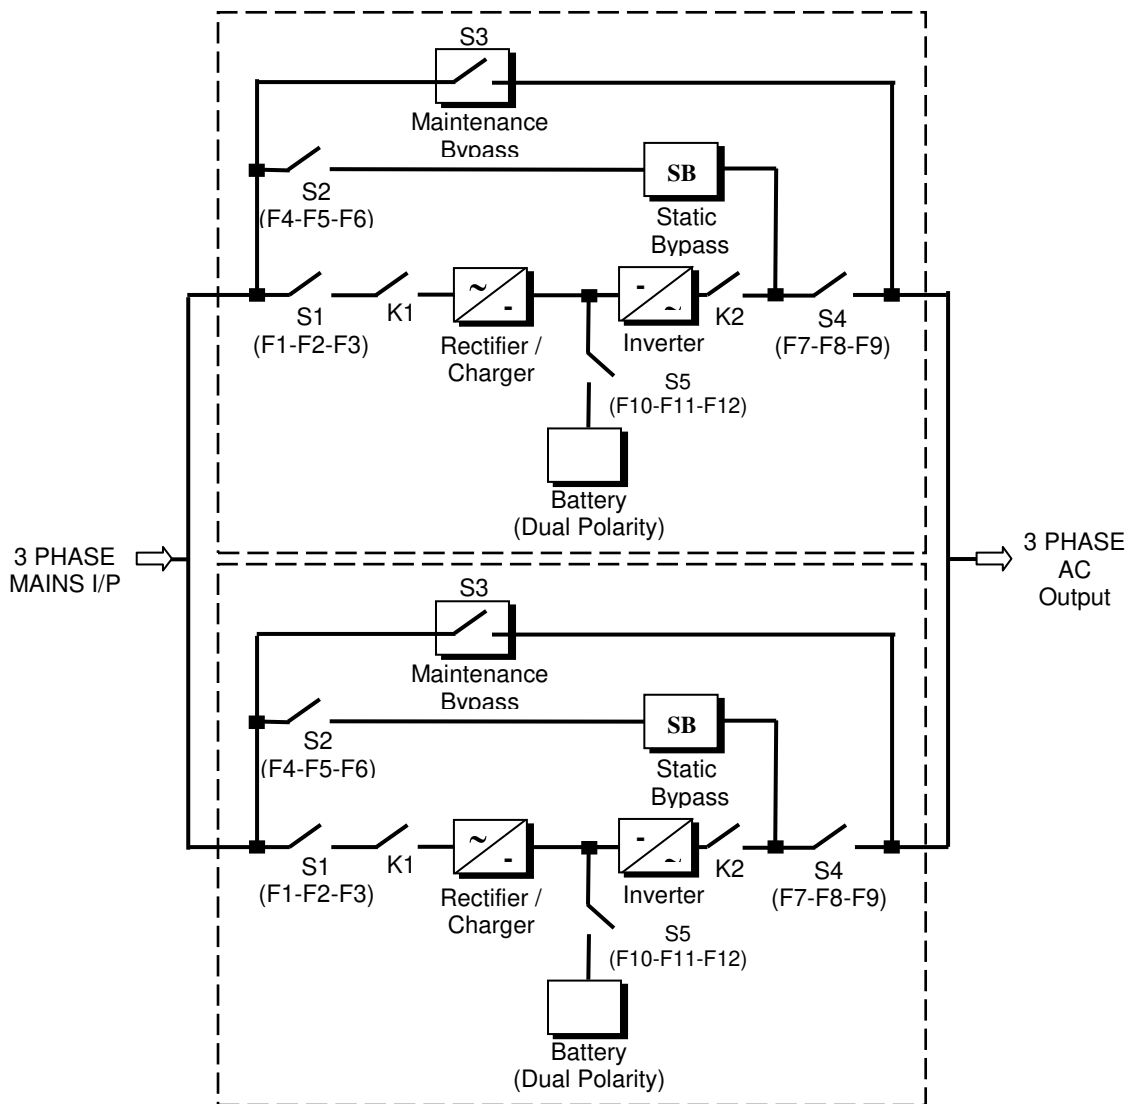 S3
Maintenance
Bypass
S2
(F4-F5-F6)
SB
Static
Bypass
S1
(F1-F2-F3)
K1
~
-
Rectifier /
Charger
-
~
Inverter
K2
S4
(F7-F8-F9)
S5
(F10-F11-F12)
Battery
(Dual Polarity)
3 PHASE
MAINS I/P
3 PHASE
AC
Output
S3
Maintenance
Bypass
S2
(F4-F5-F6)
SB
Static
Bypass
S1
(F1-F2-F3)
K1
~
-
Rectifier /
Charger
-
~
Inverter
K2
S4
(F7-F8-F9)
S5
(F10-F11-F12)
Battery
(Dual Polarity)